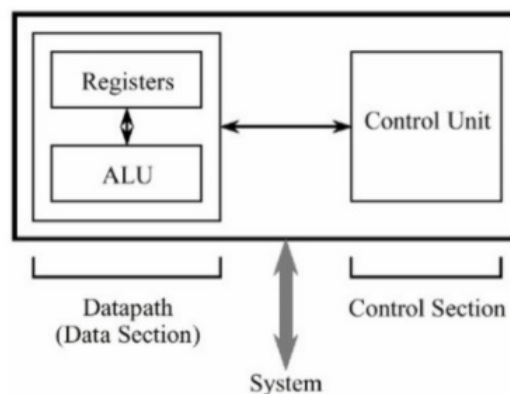 Registers
ALU
Control Unit
Datapath
(Data Section)
Control Section
System